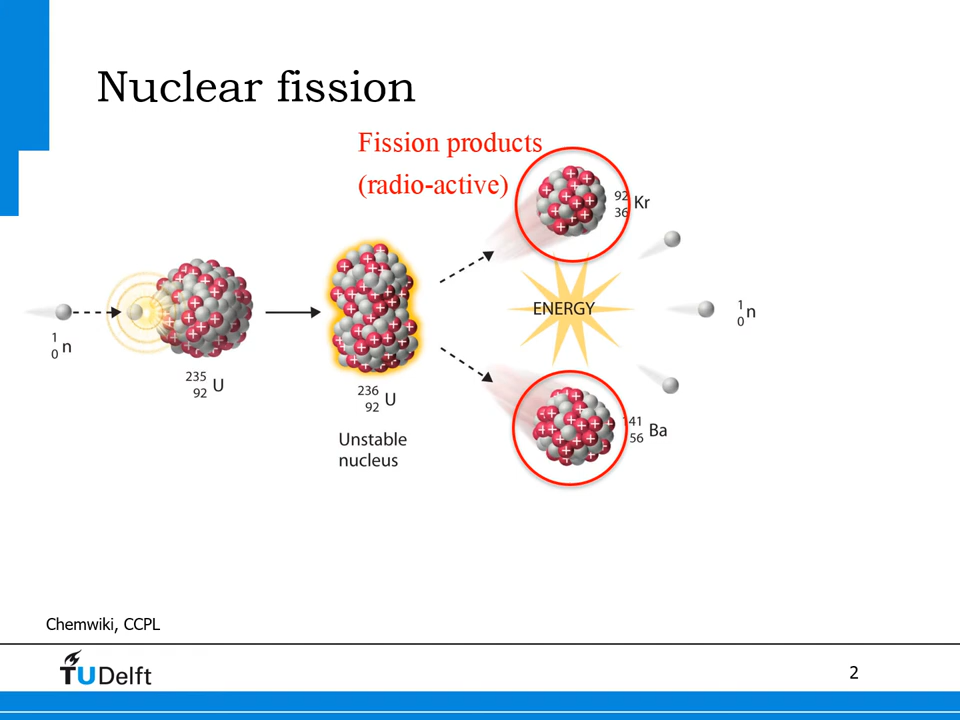 Nuclear fission
Fission products
(radio-active)
92
36 Kr
ENERGY
1
0 n
1
0 n
235
92 U
236
92 U
Unstable
nucleus
141
56 Ba
Chemwiki, CCPL
TUDelft
2